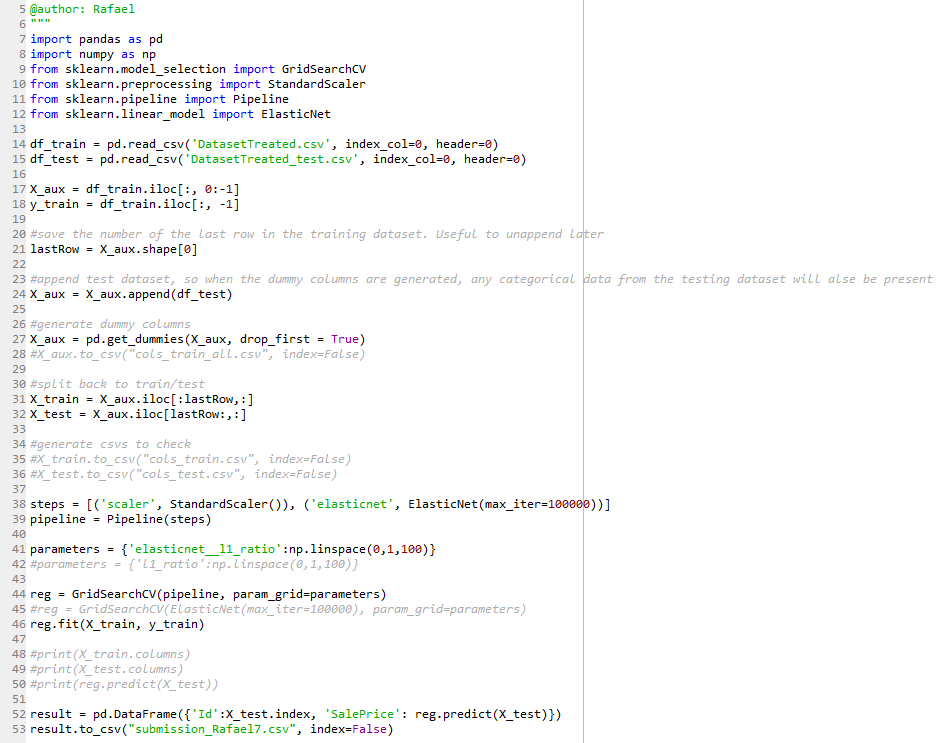 5 @author: Rafael
6 """
7 import pandas as pd
8 import numpy as np
9 from sklearn.model_selection import GridSearchCV
10 from sklearn.preprocessing import StandardScaler
11 from sklearn.pipeline import Pipeline
12 from sklearn.linear_model import ElasticNet
13
14 df_train = pd.read_csv('DatasetTreated.csv', index_col=0, header=0)
15 df_test = pd.read_csv('DatasetTreated_test.csv', index_col=0, header=0)
16
17 X_aux = df_train.iloc[:, 0:-1]
18 y_train = df_train.iloc[:, -1]
19
20 #save the number of the last row in the training dataset. Useful to unappend later
21 lastRow = X_aux.shape[0]
22
23 #append test dataset, so when the dummy columns are generated, any categorical data from the testing dataset will alse be present
24 X_aux = X_aux.append(df_test)
25
26 #generate dummy columns
27 X_aux = pd.get_dummies(X_aux, drop_first = True)
28 #X_aux.to_csv("cols_train_all.csv", index=False)
29
30 #split back to train/test
31 X_train = X_aux.iloc[:lastRow,:]
32 X_test = X_aux.iloc[lastRow:,:]
33
34 #generate csvs to check
35 #X_train.to_csv("cols_train.csv", index=False)
36 #X_test.to_csv("cols_test.csv", index=False)
37
38 steps = [('scaler', StandardScaler()), ('elasticnet', ElasticNet(max_iter=100000))]
39 pipeline = Pipeline(steps)
40
41 parameters = {'elasticnet__l1_ratio':np.linspace(0,1,100)}
42 #parameters = {'l1_ratio':np.linspace(0,1,100)}
43
44 reg = GridSearchCV(pipeline, param_grid=parameters)
45 #reg = GridSearchCV(ElasticNet(max_iter=100000), param_grid=parameters)
46 reg.fit(X_train, y_train)
47
48 #print(X_train.columns)
49 #print(X_test.columns)
50 #print(reg.predict(X_test))
51
52 result = pd.DataFrame({'Id':X_test.index, 'SalePrice': reg.predict(X_test)})
53 result.to_csv("submission_Rafael7.csv", index=False)